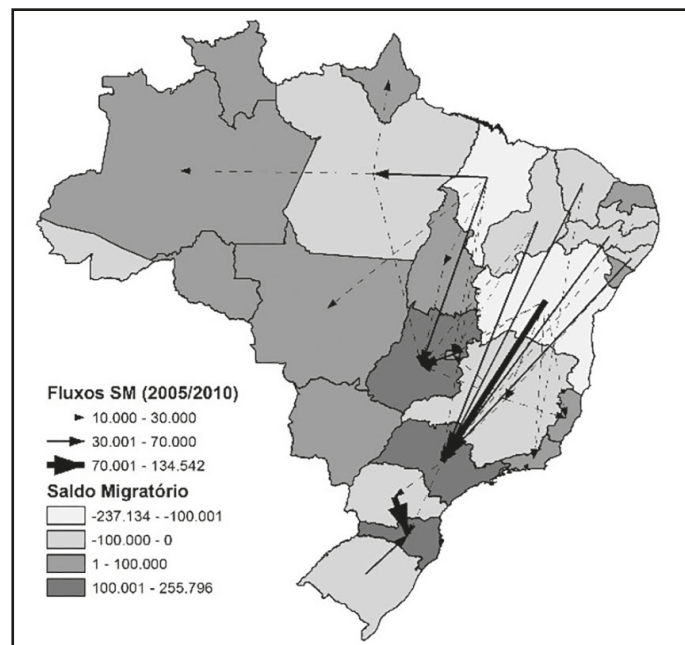 Fluxos SM (2005/2010)
10.000 - 30.000
30.001 - 70.000
70.001 - 134.542
Saldo Migratório
-237.134 - -100.001
-100.000 - 0
1 - 100.000
100.001 - 255.796